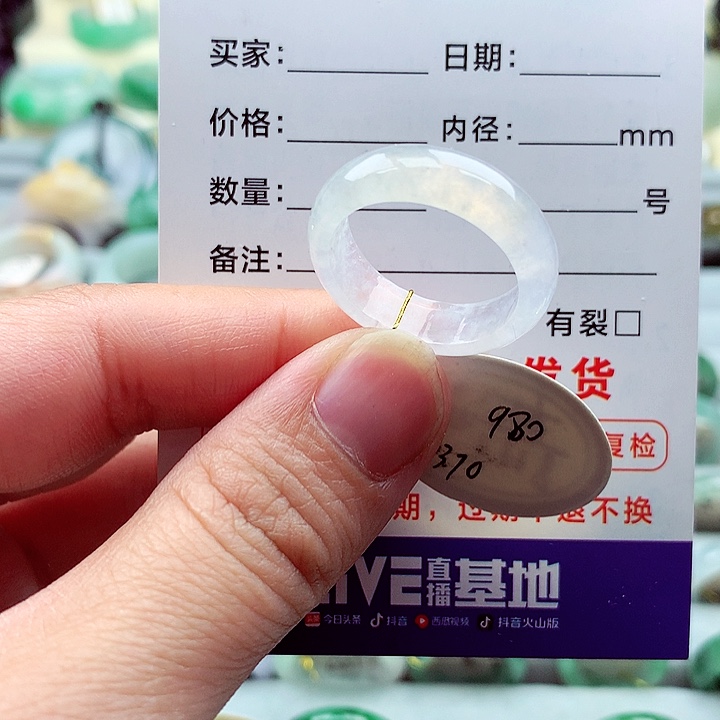 买家： 日期：
价格： 内径： mm
数量： 号
备注：
有裂□
发货
980
复检
370
期，过期不退不换
LIVE 直播 基地
今日头条 抖音 西瓜视频 抖音火山版